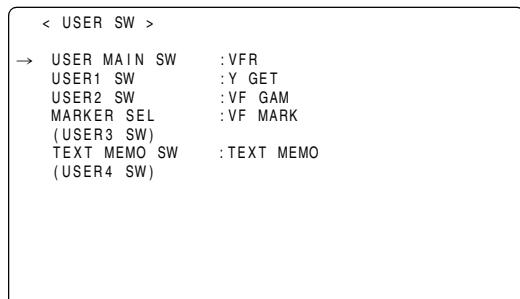 < USER SW >
→ USER MAIN SW :VFR
USER1 SW :Y GET
USER2 SW :VF GAM
MARKER SEL :VF MARK
(USER3 SW)
TEXT MEMO SW :TEXT MEMO
(USER4 SW)